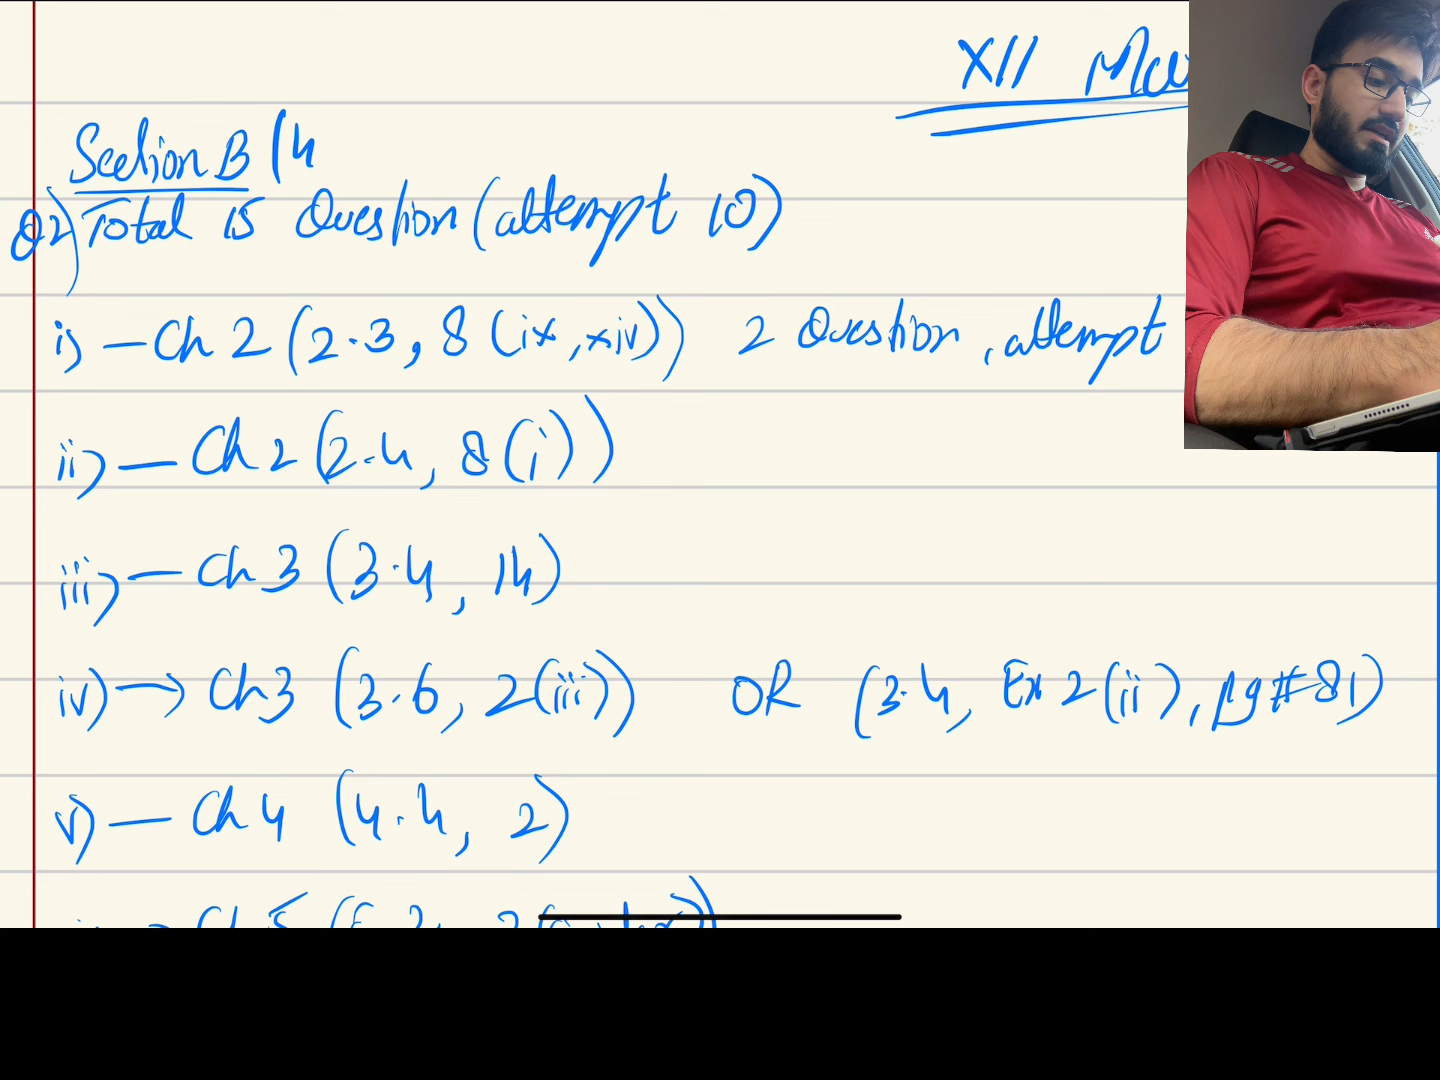 XII
Section B (4
Q2) Total 15 Question (attempt 10)
i) — Ch 2 (2.3, 8 (ix, xiv)) 2 Question, attempt
ii) — Ch 2 (2.4, 8(i))
iii) — Ch 3 (3.4, 14)
iv) → Ch3 (3.6, 2(iii)) OR (3.4, Ex 2(ii), pg # 81)
v) — Ch 4 (4.4, 2)
Ch 5